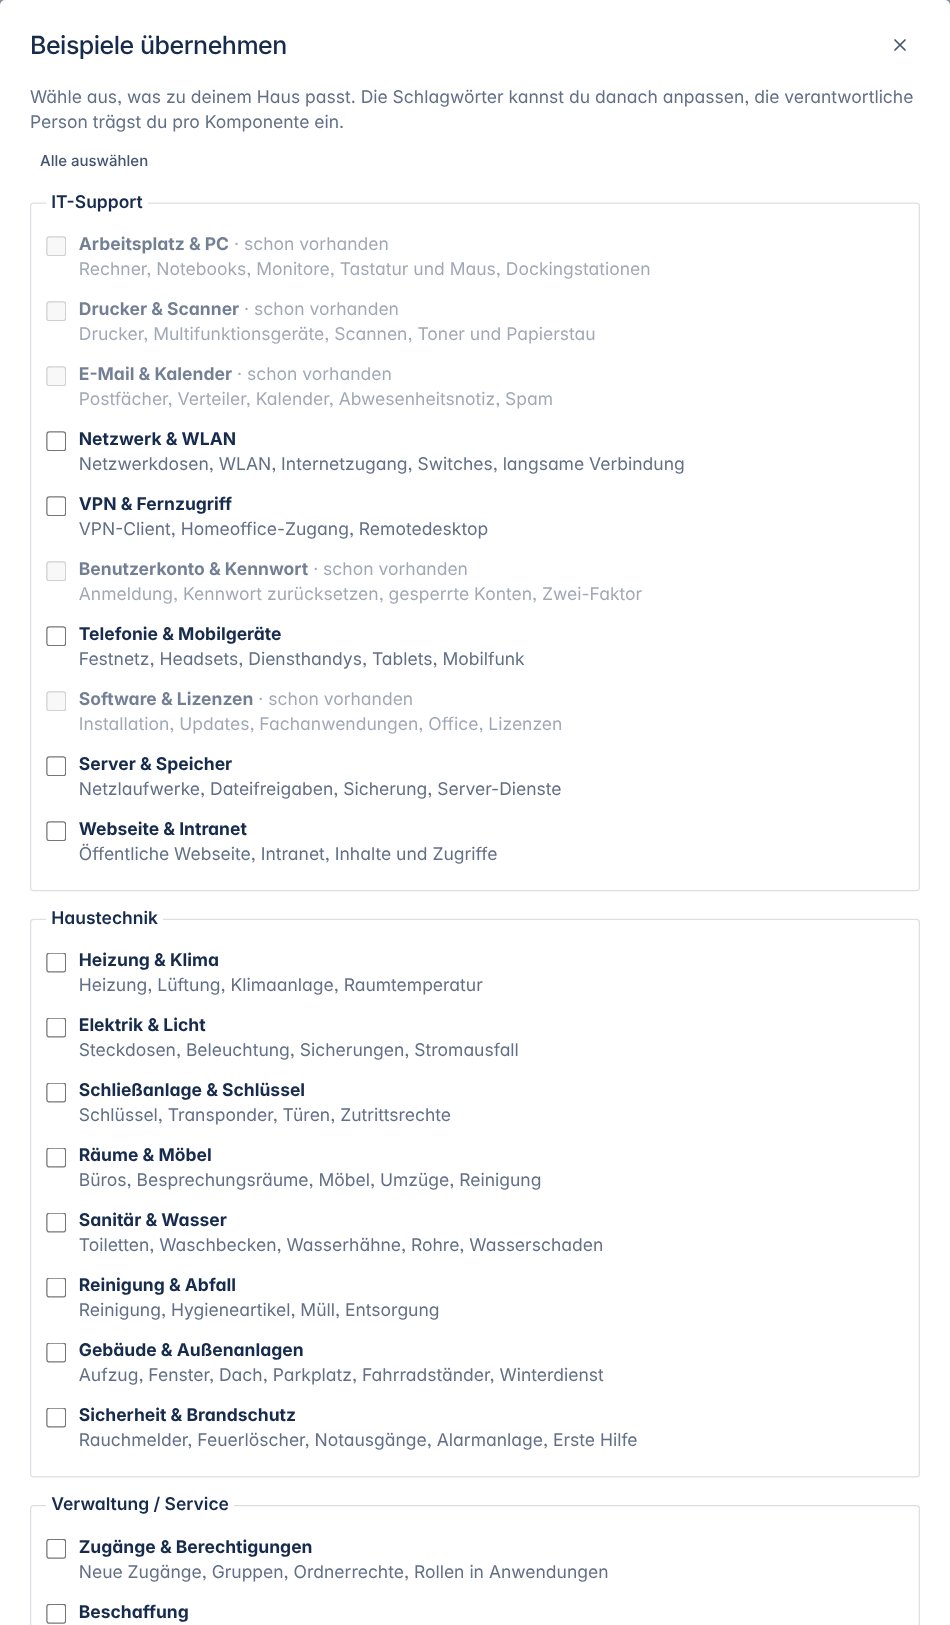 Beispiele übernehmen
Wähle aus, was zu deinem Haus passt. Die Schlagwörter kannst du danach anpassen, die verantwortliche
Person trägst du pro Komponente ein.
Alle auswählen
IT-Support
Arbeitsplatz & PC · schon vorhanden
Rechner, Notebooks, Monitore, Tastatur und Maus, Dockingstationen
Drucker & Scanner · schon vorhanden
Drucker, Multifunktionsgeräte, Scannen, Toner und Papierstau
E-Mail & Kalender · schon vorhanden
Postfächer, Verteiler, Kalender, Abwesenheitsnotiz, Spam
Netzwerk & WLAN
Netzwerkdosen, WLAN, Internetzugang, Switches, langsame Verbindung
VPN & Fernzugriff
VPN-Client, Homeoffice-Zugang, Remotedesktop
Benutzerkonto & Kennwort · schon vorhanden
Anmeldung, Kennwort zurücksetzen, gesperrte Konten, Zwei-Faktor
Telefonie & Mobilgeräte
Festnetz, Headsets, Diensthandys, Tablets, Mobilfunk
Software & Lizenzen · schon vorhanden
Installation, Updates, Fachanwendungen, Office, Lizenzen
Server & Speicher
Netzlaufwerke, Dateifreigaben, Sicherung, Server-Dienste
Webseite & Intranet
Öffentliche Webseite, Intranet, Inhalte und Zugriffe
Haustechnik
Heizung & Klima
Heizung, Lüftung, Klimaanlage, Raumtemperatur
Elektrik & Licht
Steckdosen, Beleuchtung, Sicherungen, Stromausfall
Schließanlage & Schlüssel
Schlüssel, Transponder, Türen, Zutrittsrechte
Räume & Möbel
Büros, Besprechungsräume, Möbel, Umzüge, Reinigung
Sanitär & Wasser
Toiletten, Waschbecken, Wasserhähne, Rohre, Wasserschaden
Reinigung & Abfall
Reinigung, Hygieneartikel, Müll, Entsorgung
Gebäude & Außenanlagen
Aufzug, Fenster, Dach, Parkplatz, Fahrradständer, Winterdienst
Sicherheit & Brandschutz
Rauchmelder, Feuerlöscher, Notausgänge, Alarmanlage, Erste Hilfe
Verwaltung / Service
Zugänge & Berechtigungen
Neue Zugänge, Gruppen, Ordnerrechte, Rollen in Anwendungen
Beschaffung